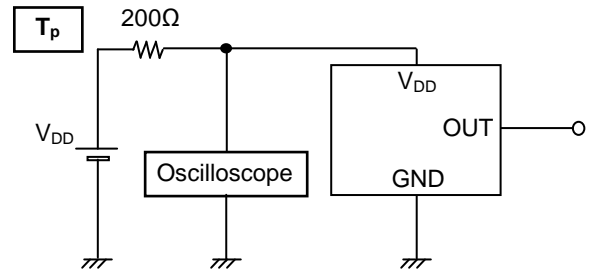 Tp
200Ω
VDD
Oscilloscope
VDD
OUT
GND